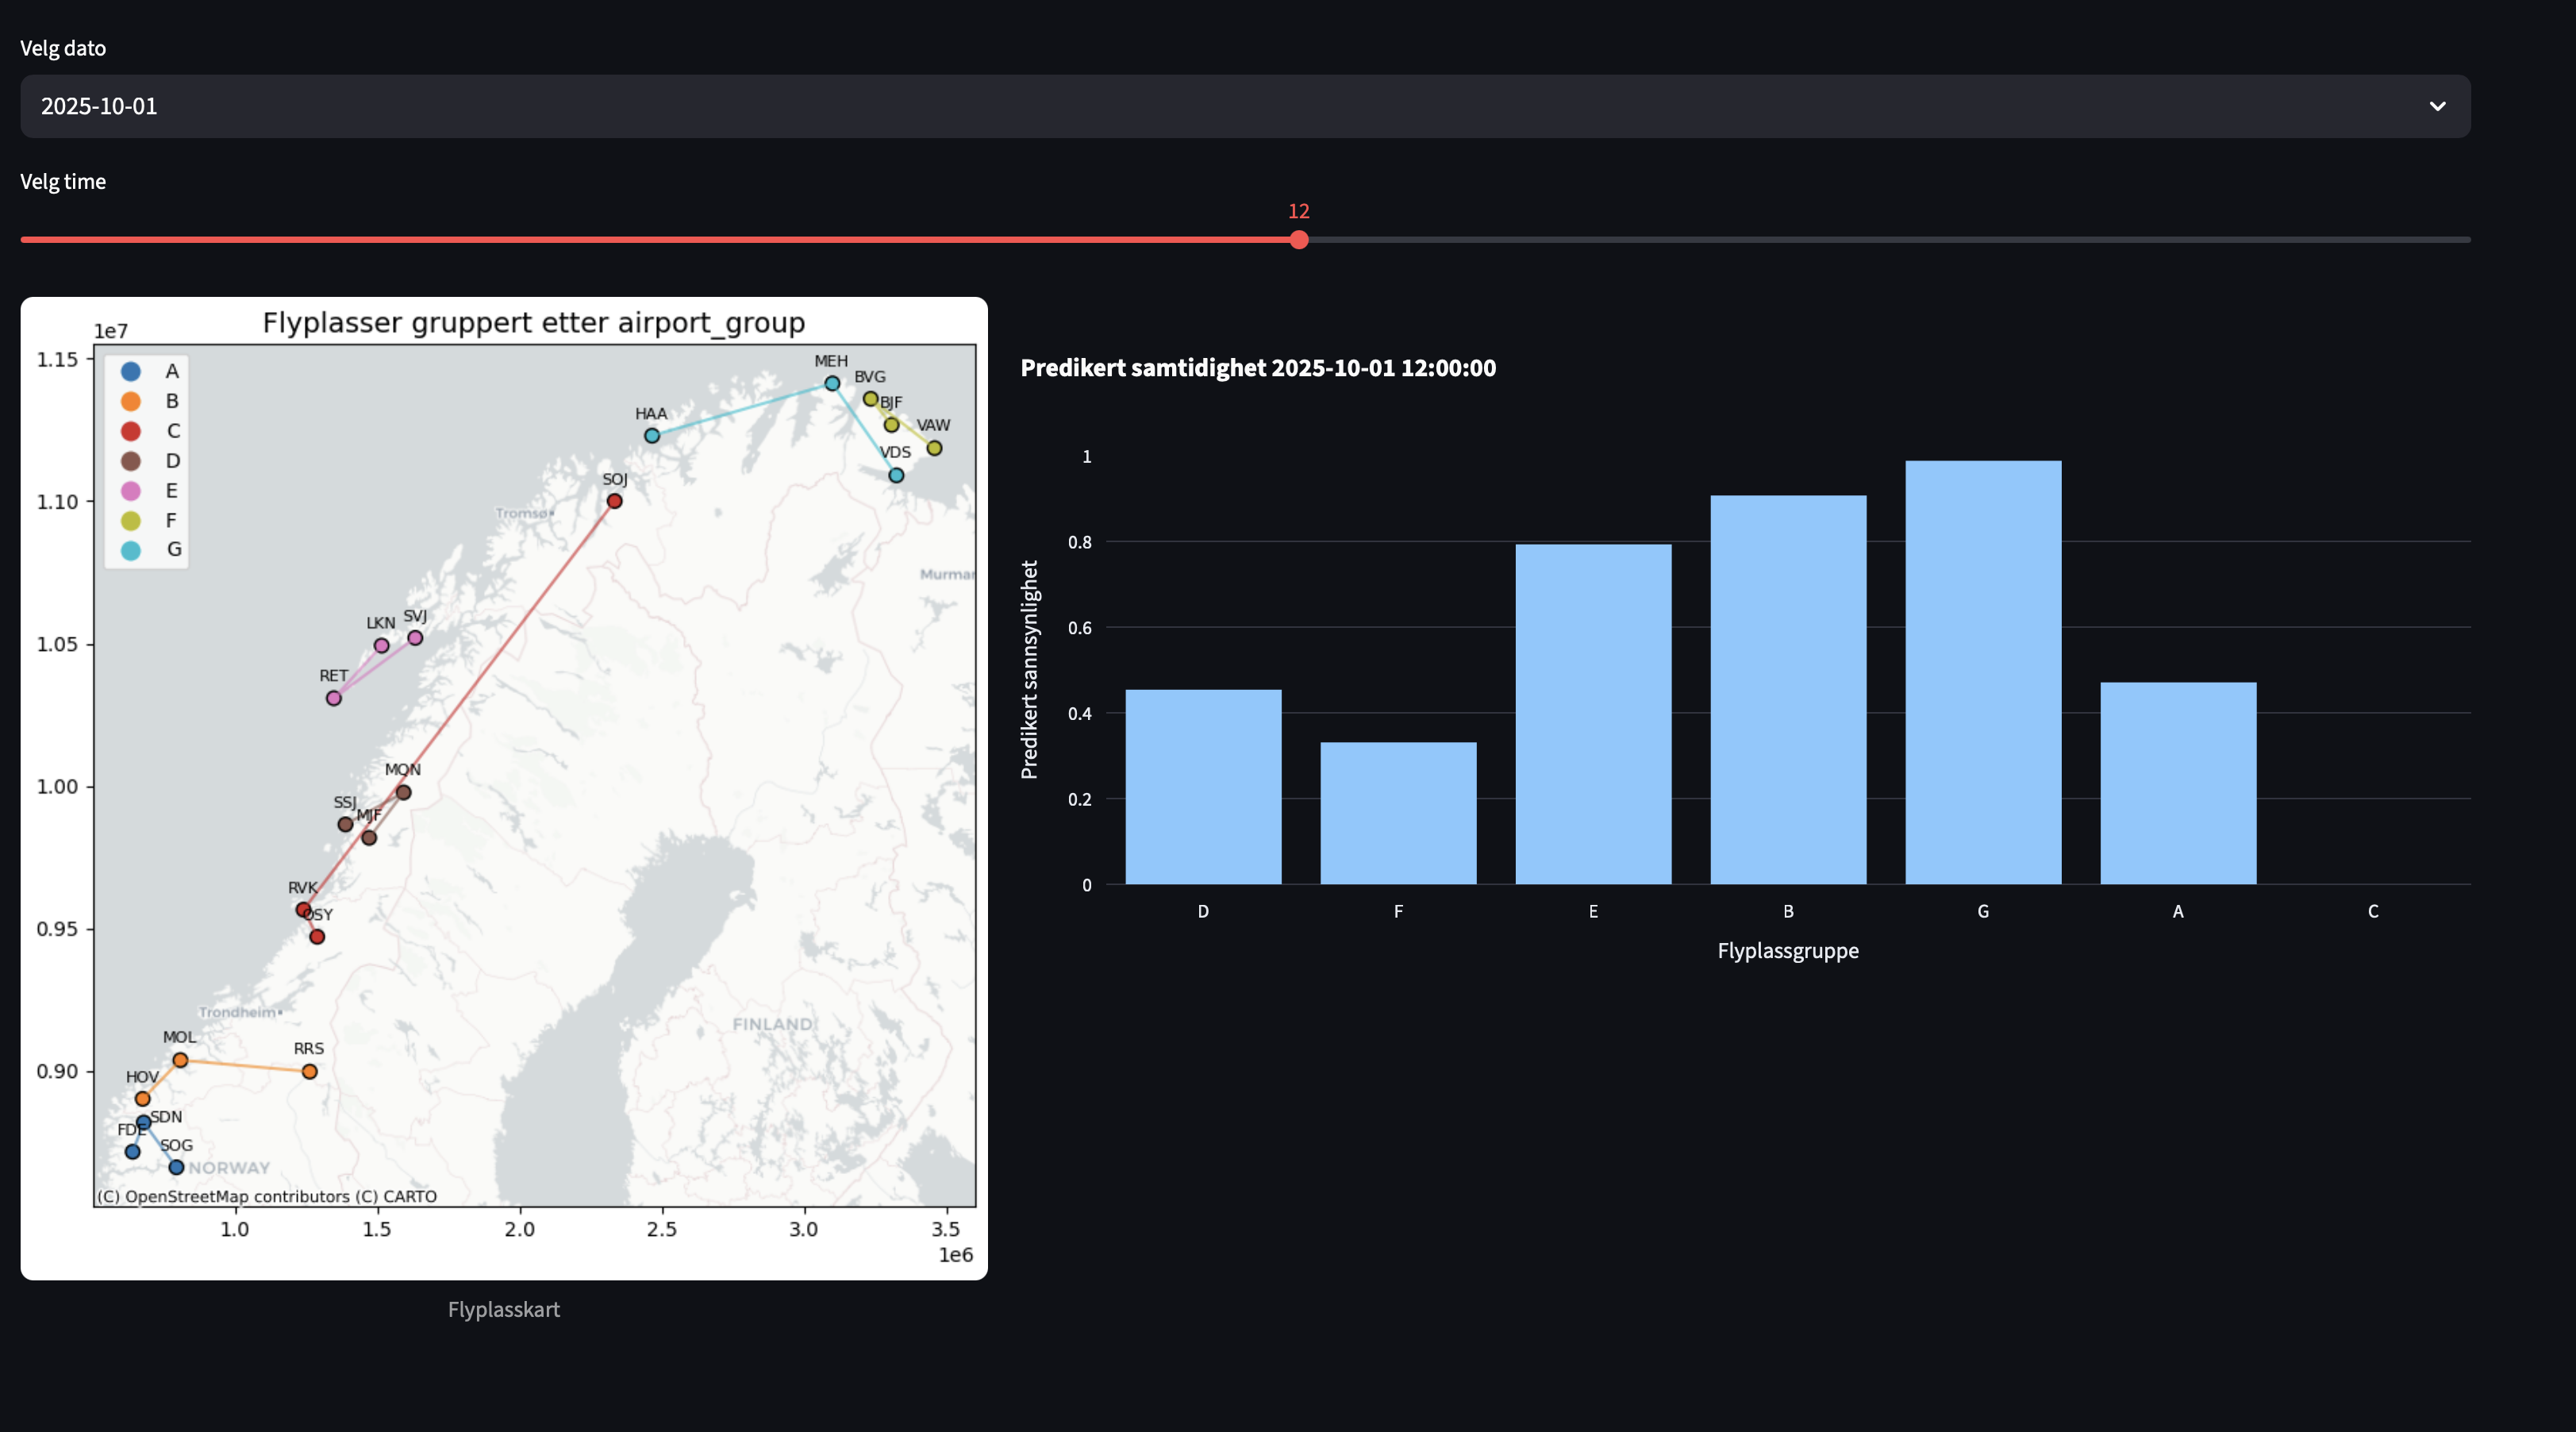 Velg dato
2025-10-01
Velg time
12
Flyplasser gruppert etter airport_group
1e7
1.15
1.10
1.05
1.00
0.95
0.90
A
B
C
D
E
F
G
MEH
BVG
BJF
HAA
VAW
VDS
SOJ
Tromsø
Murmar
SVJ
LKN
RET
MQN
SSJ
MJF
RVK
OSY
Trondheim
FINLAND
MOL
RRS
HOV
SDN
FDE
SOG
NORWAY
(C) OpenStreetMap contributors (C) CARTO
1.0 1.5 2.0 2.5 3.0 3.5
1e6
Flyplasskart
Predikert samtidighet 2025-10-01 12:00:00
Predikert sannsynlighet
1
0.8
0.6
0.4
0.2
0
D F E B G A C
Flyplassgruppe